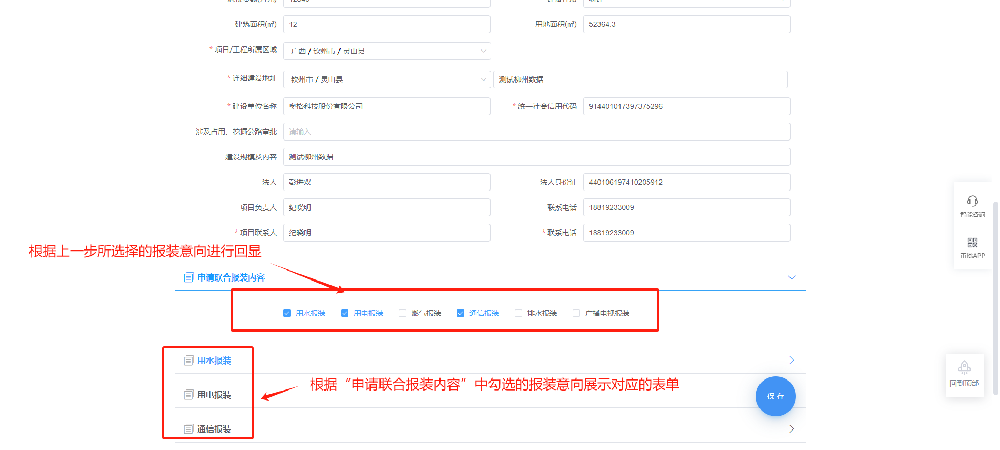 建筑面积(㎡) 12 用地面积(㎡) 52364.3
* 项目/工程所属区域 广西 / 钦州市 / 灵山县
* 详细建设地址 钦州市 / 灵山县 测试柳州数据
* 建设单位名称 奥格科技股份有限公司 * 统一社会信用代码 914401017397375296
涉及占用、挖掘公路审批 请输入
建设规模及内容 测试柳州数据
法人 彭进双 法人身份证 440106197410205912
项目负责人 纪晓明 联系电话 18819233009
* 项目联系人 纪晓明 * 联系电话 18819233009
智能咨询
审批APP
根据上一步所选择的报装意向进行回显
申请联合报装内容
用水报装 用电报装 燃气报装 通信报装 排水报装 广播电视报装
用水报装
根据“申请联合报装内容”中勾选的报装意向展示对应的表单
用电报装
保存
回到顶部
通信报装